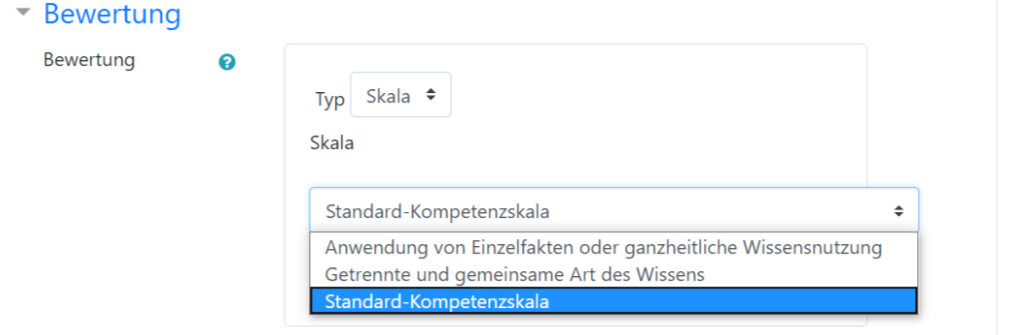 Bewertung
Bewertung
Typ Skala
Skala
Standard-Kompetenzskala
Anwendung von Einzelfakten oder ganzheitliche Wissensnutzung
Getrennte und gemeinsame Art des Wissens
Standard-Kompetenzskala